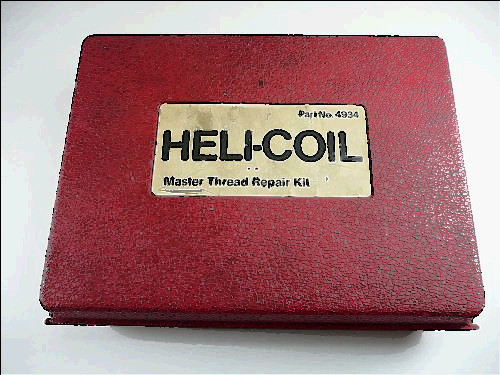 Part No. 4934
HELI-COIL
Master Thread Repair Kit